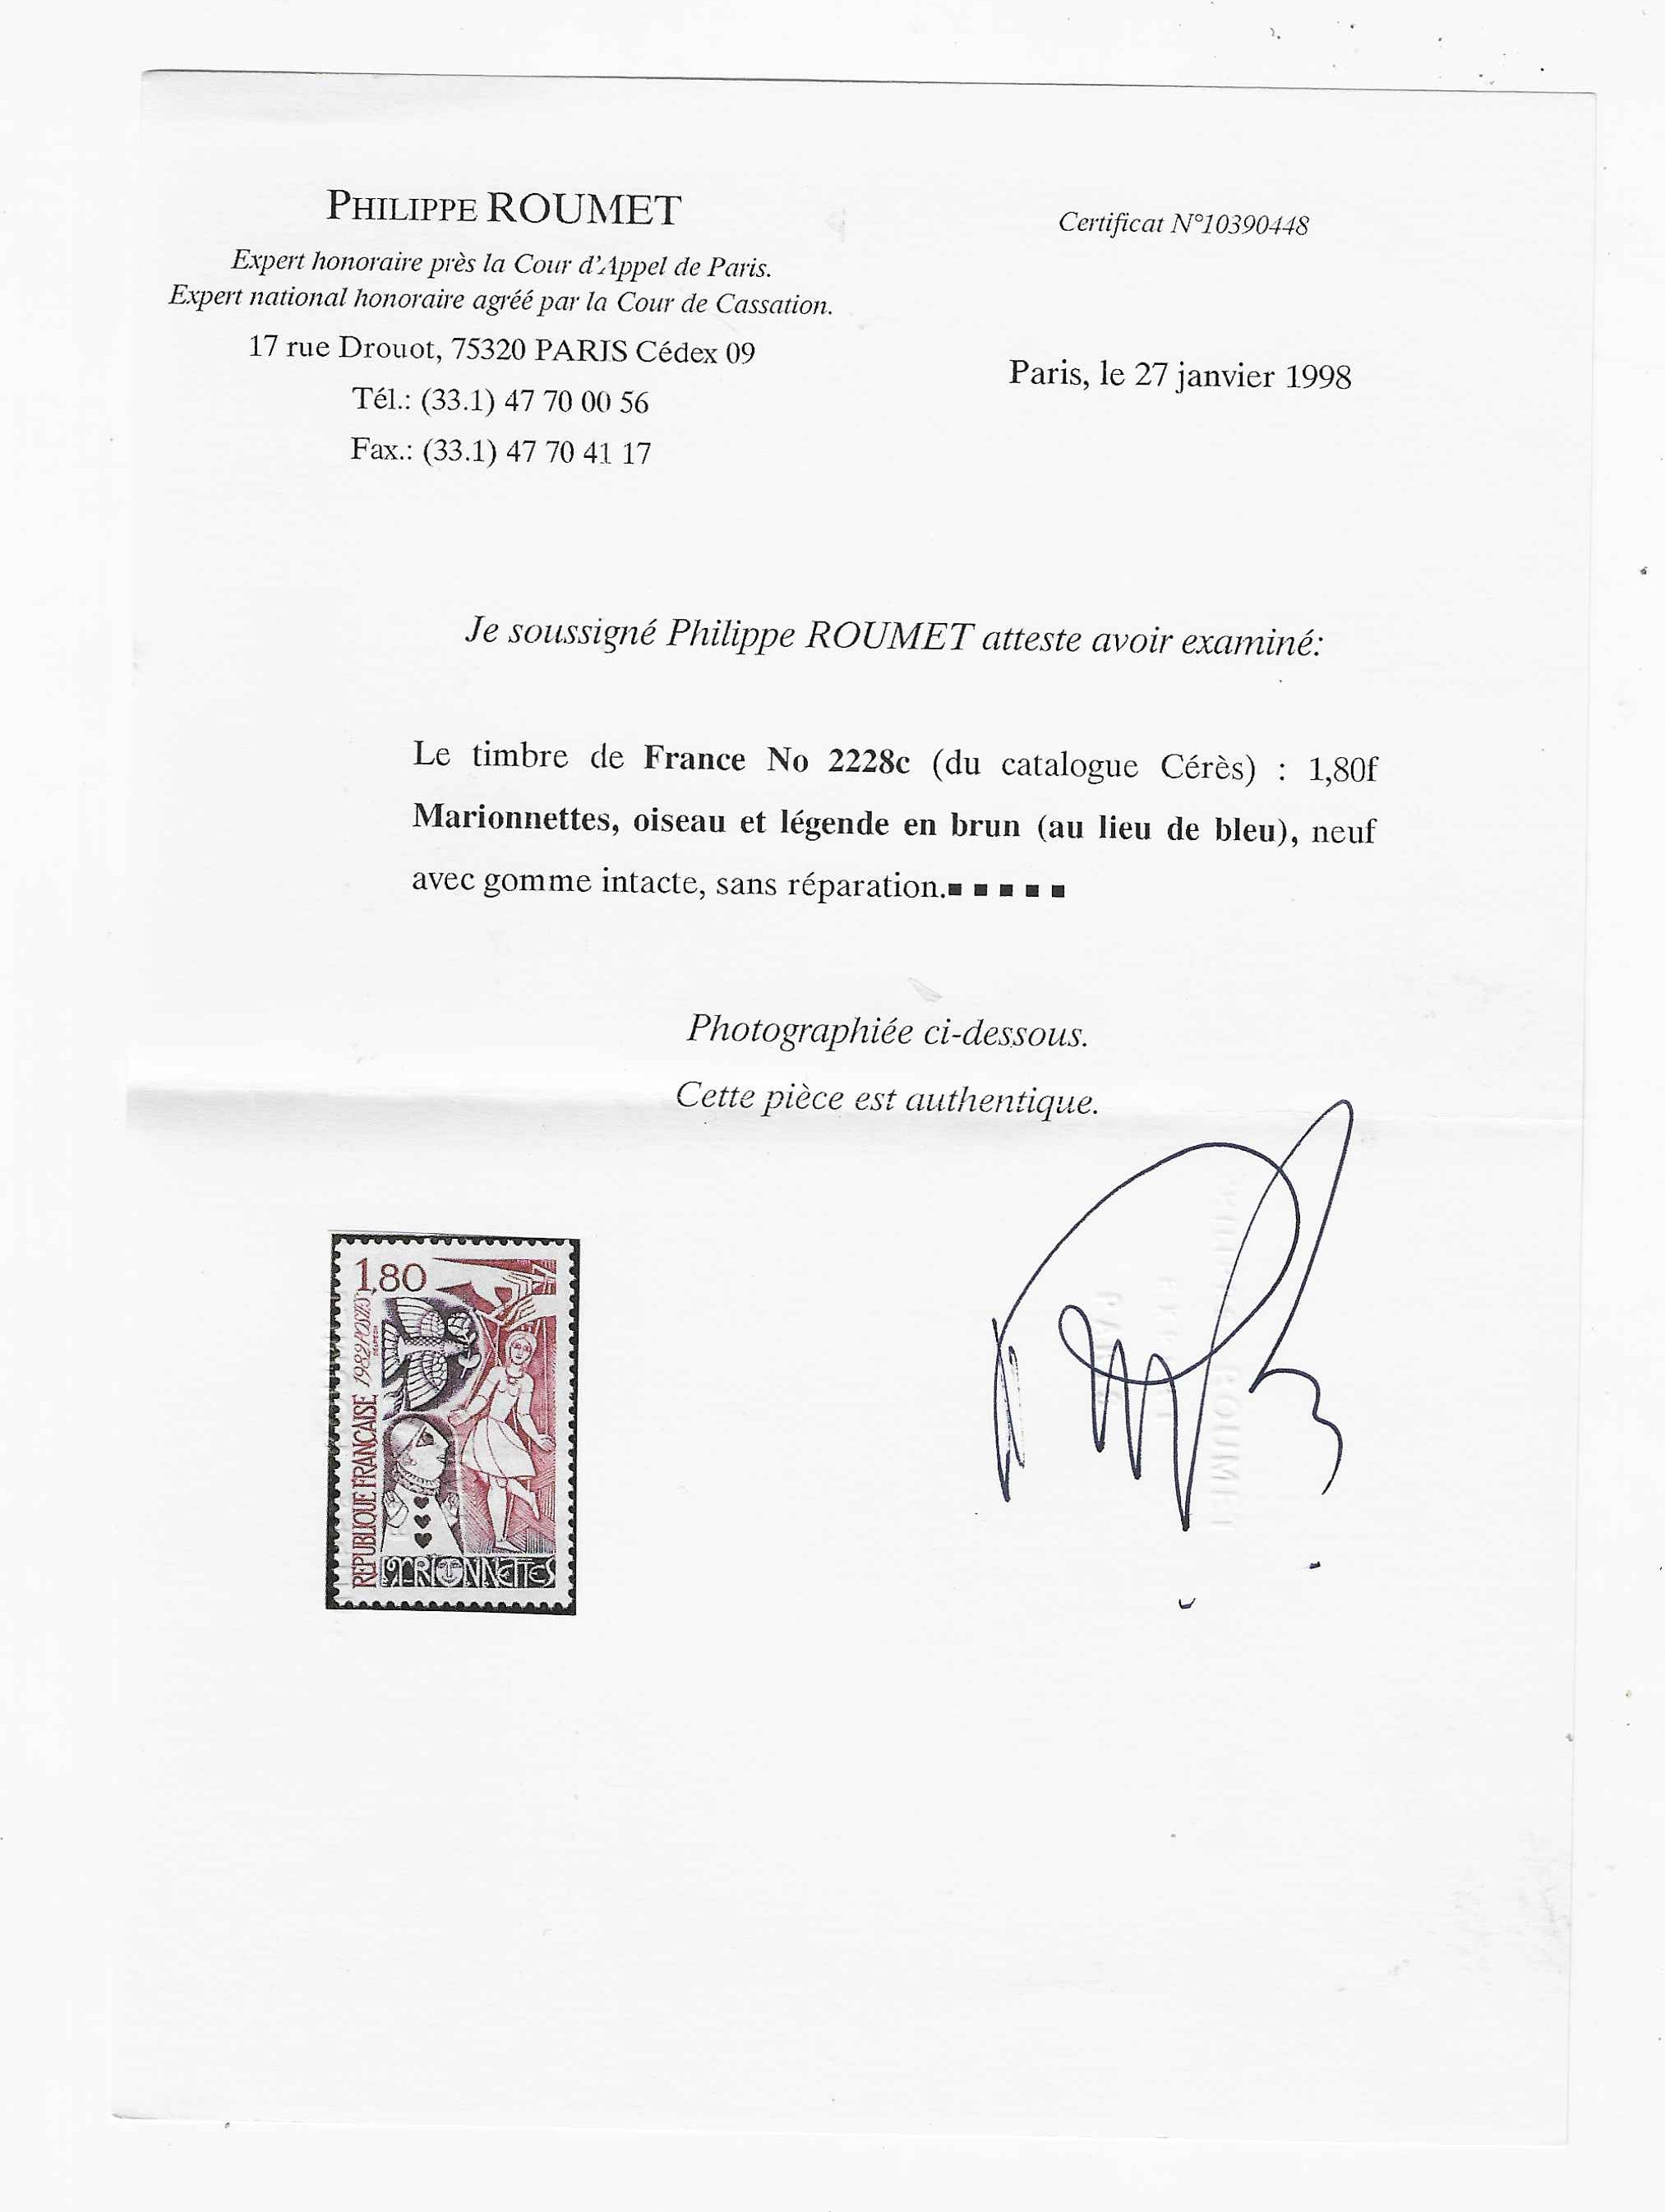 PHILIPPE ROUMET
Expert honoraire près la Cour d'Appel de Paris.
Expert national honoraire agréé par la Cour de Cassation.
17 rue Drouot, 75320 PARIS Cédex 09
Tél.: (33.1) 47 70 00 56
Fax.: (33.1) 47 70 41 17
Certificat N°10390448
Paris, le 27 janvier 1998
Je soussigné Philippe ROUMET atteste avoir examiné:
Le timbre de France No 2228c (du catalogue Cérès) : 1,80f
Marionnettes, oiseau et légende en brun (au lieu de bleu), neuf
avec gomme intacte, sans réparation.
Photographiée ci-dessous.
Cette pièce est authentique.
1,80
REPUBLIQUE FRANCAISE 1982 POSTES
MARIONNETTES
ROUMET